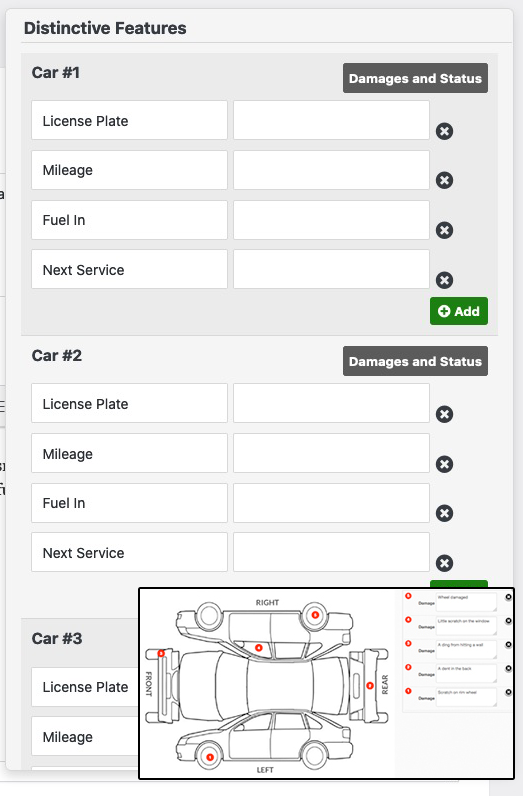 Distinctive Features
Car #1
Damages and Status
License Plate
Mileage
Fuel In
Next Service
Add
Car #2
Damages and Status
License Plate
Mileage
Fuel In
Next Service
Car #3
License Plate
Mileage
RIGHT
FRONT
REAR
LEFT
5
Wheel damaged
Damage
4
Little scratch on the window
Damage
3
A ding from hitting a wall
Damage
2
A dent in the back
Damage
1
Scratch on rim wheel
Damage